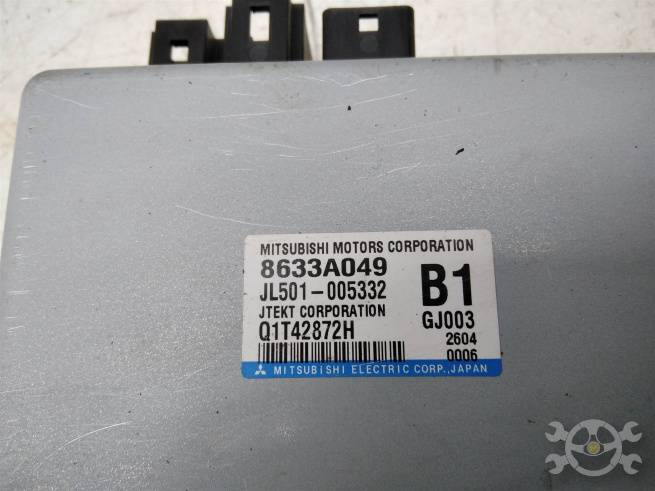 MITSUBISHI MOTORS CORPORATION
8633A049
JL501-005332
B1
JTEKT CORPORATION
GJ003
Q1T42872H
2604
0006
MITSUBISHI ELECTRIC CORP., JAPAN